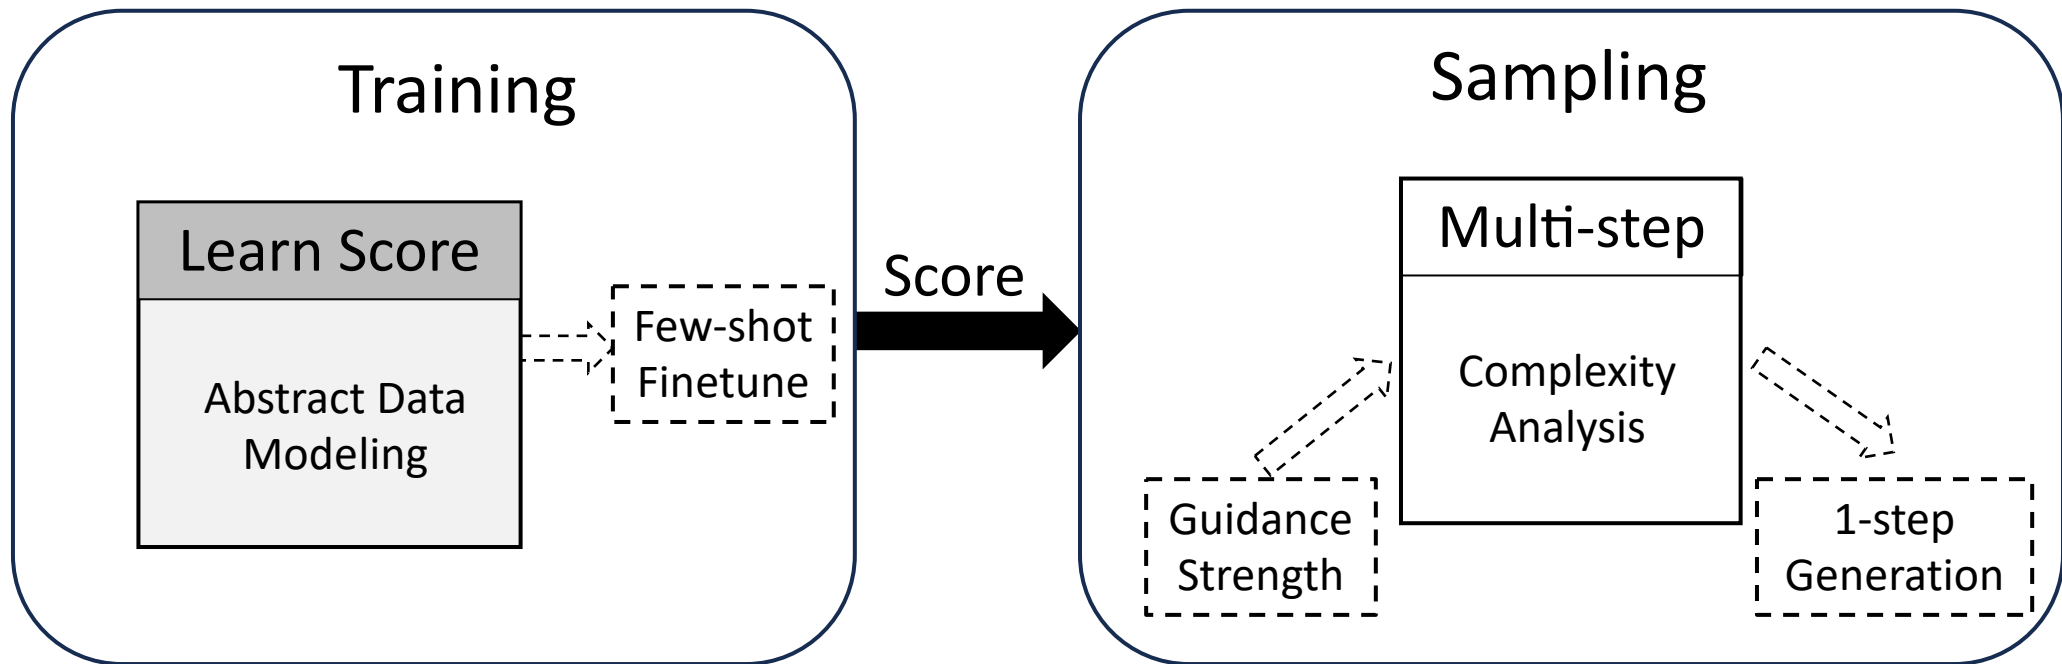 Training
Learn Score
Abstract Data
Modeling
Few-shot
Finetune
Score
Sampling
Multi-step
Complexity
Analysis
Guidance
Strength
1-step
Generation